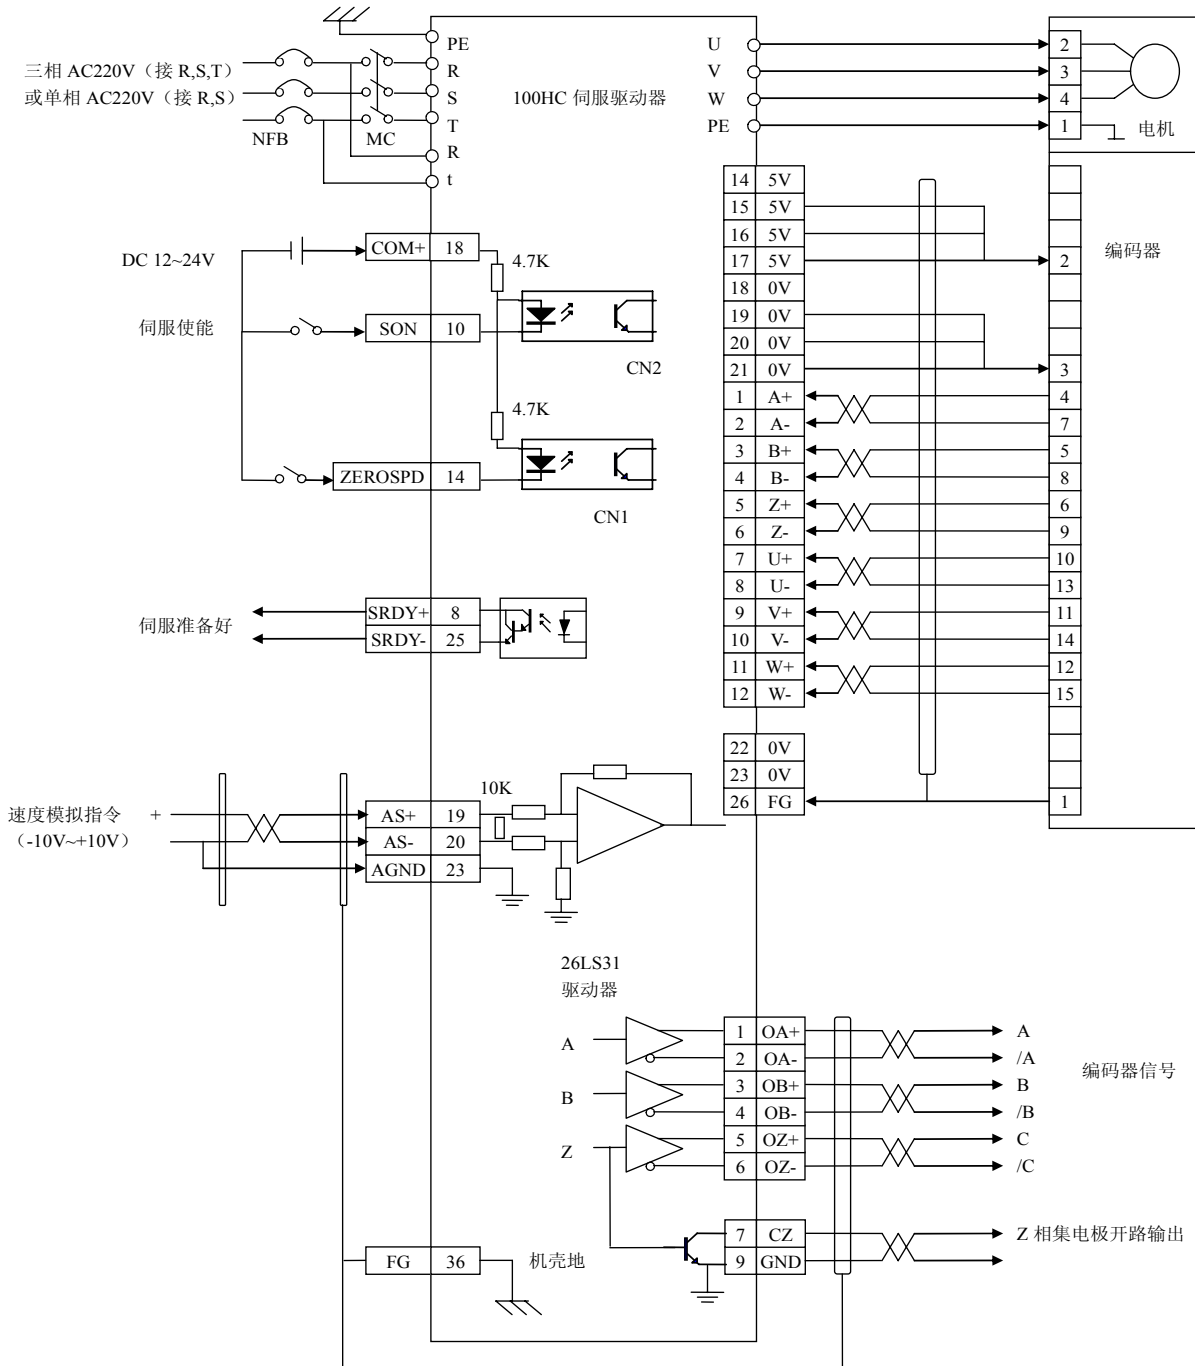 PE
三相 AC220V（接 R,S,T）
或单相 AC220V（接 R,S）
NFB
MC
R
S
T
R
t
100HC 伺服驱动器
U
V
W
PE
2
3
4
1
电机
DC 12~24V
COM+ 18
4.7K
伺服使能
SON 10
CN2
4.7K
ZEROSPD 14
CN1
伺服准备好
SRDY+ 8
SRDY- 25
14 5V
15 5V
16 5V
17 5V 2
18 0V
19 0V
20 0V
21 0V 3
1 A+ 4
2 A- 7
3 B+ 5
4 B- 8
5 Z+ 6
6 Z- 9
7 U+ 10
8 U- 13
9 V+ 11
10 V- 14
11 W+ 12
12 W- 15
22 0V
23 0V
26 FG 1
编码器
速度模拟指令 +
（-10V~+10V）
AS+ 19
AS- 20
AGND 23
10K
26LS31
驱动器
A
B
Z
1 OA+ A
2 OA- /A
3 OB+ B
4 OB- /B
5 OZ+ C
6 OZ- /C
编码器信号
7 CZ Z 相集电极开路输出
9 GND
FG 36
机壳地